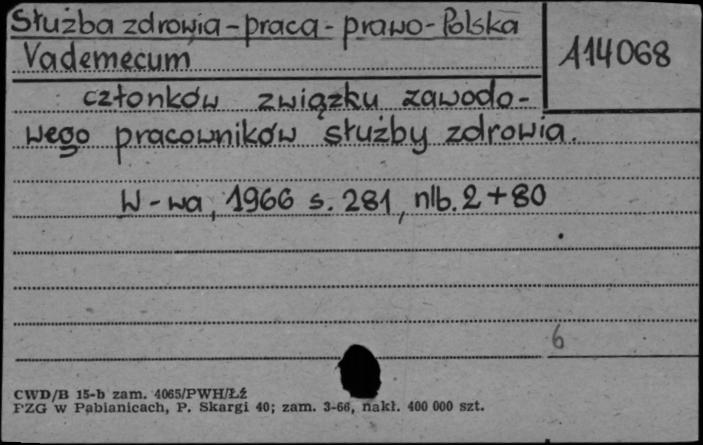 Służba zdrowia - praca - prawo - Polska
Vademecum
A14068
członków związku zawodo-
wego pracowników służby zdrowia.
W-wa, 1966 s. 281, nlb. 2 + 80
6
CWD/B 15-b zam. 4065/PWH/Łź
PZG w Pabianicach, P. Skargi 40; zam. 3-66, nakł. 400 000 szt.